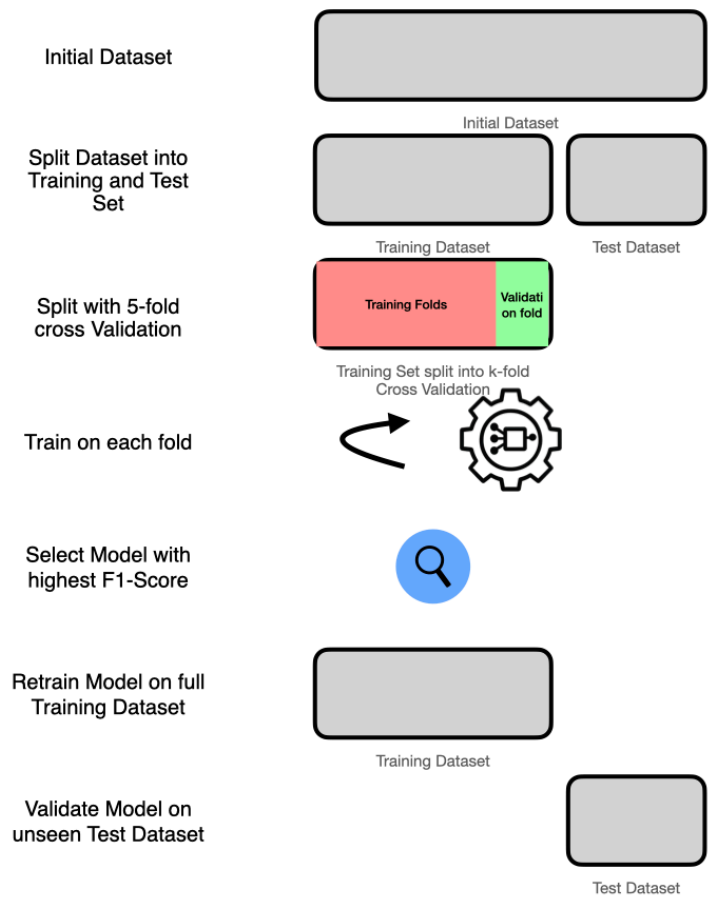 Initial Dataset
Initial Dataset
Split Dataset into
Training and Test
Set
Training Dataset
Test Dataset
Split with 5-fold
cross Validation
Training Folds
Validati
on fold
Training Set split into k-fold
Cross Validation
Train on each fold
Select Model with
highest F1-Score
Retrain Model on full
Training Dataset
Training Dataset
Validate Model on
unseen Test Dataset
Test Dataset